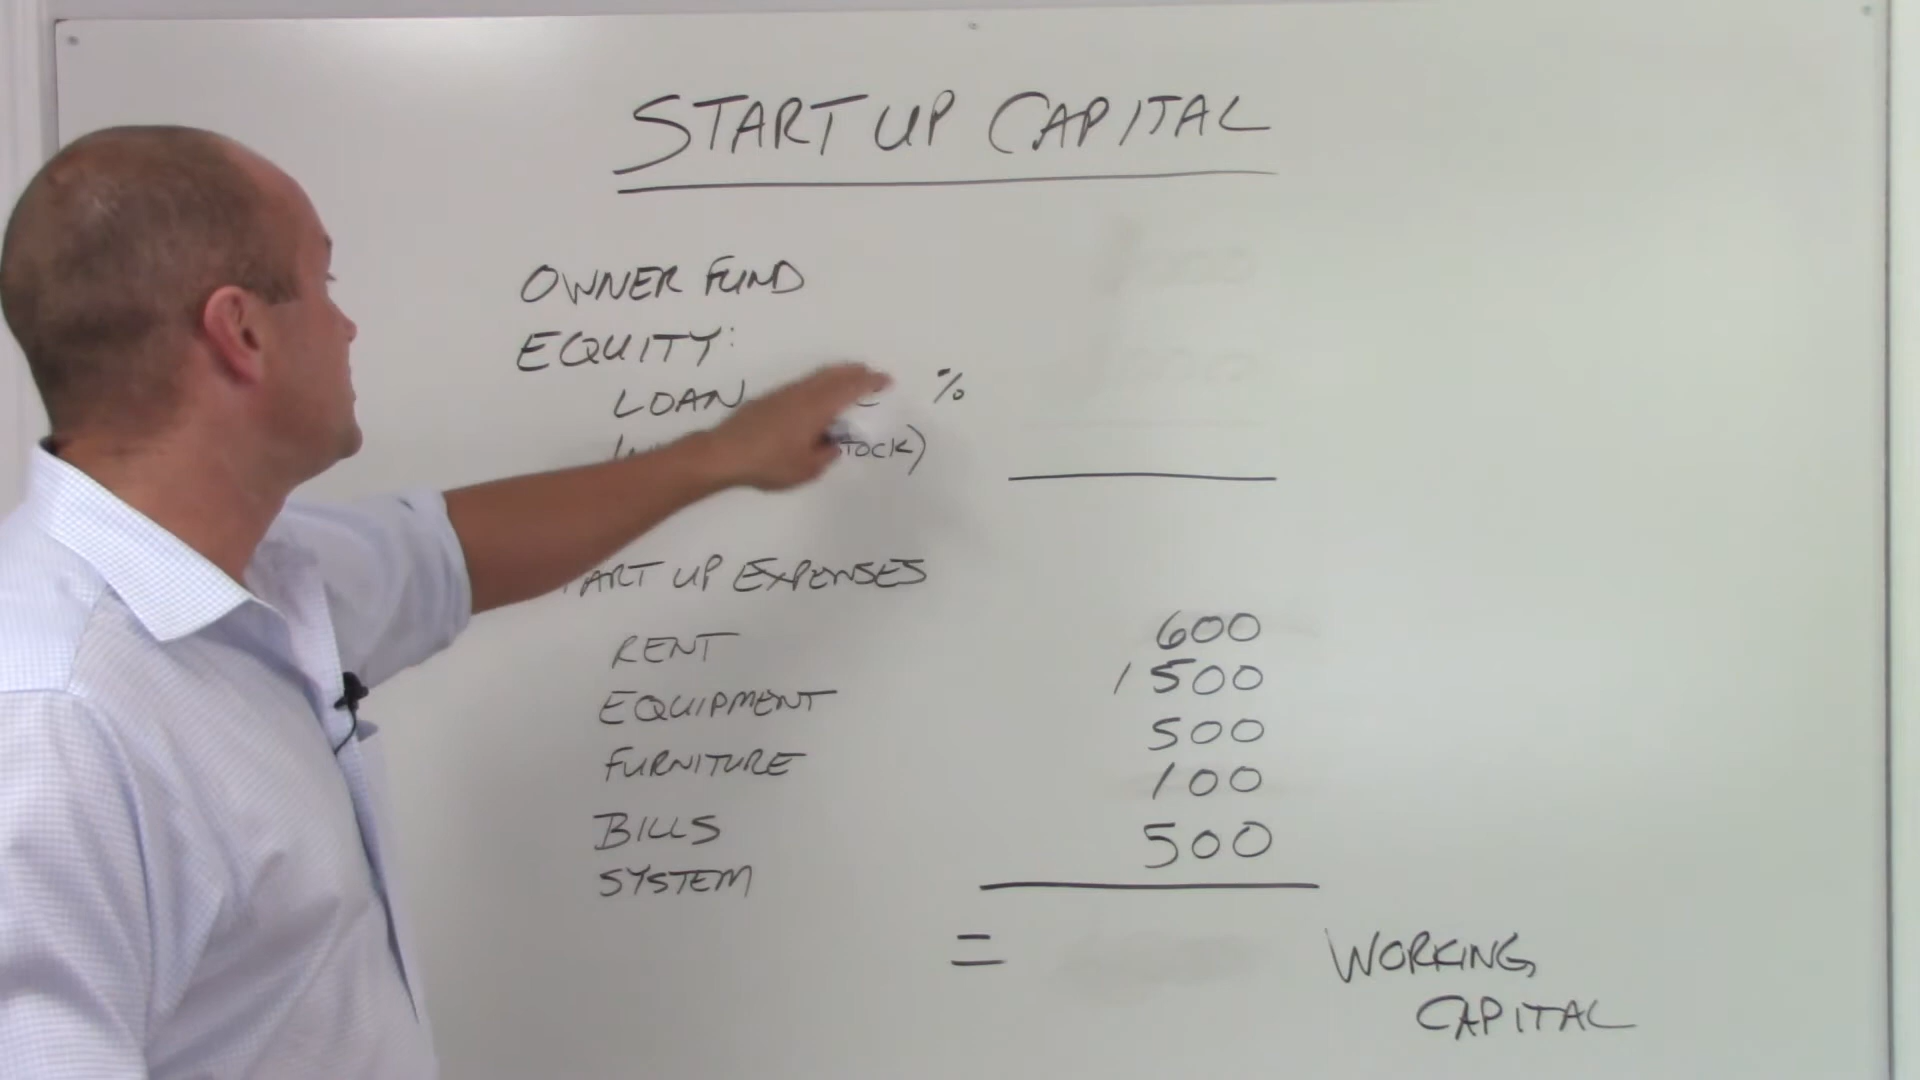 START UP CAPITAL
OWNER FUND
EQUITY:
LOAN %
STOCK)
START UP EXPENSES
RENT 600
EQUIPMENT 1500
FURNITURE 500
BILLS 100
SYSTEM 500
= WORKING
CAPITAL